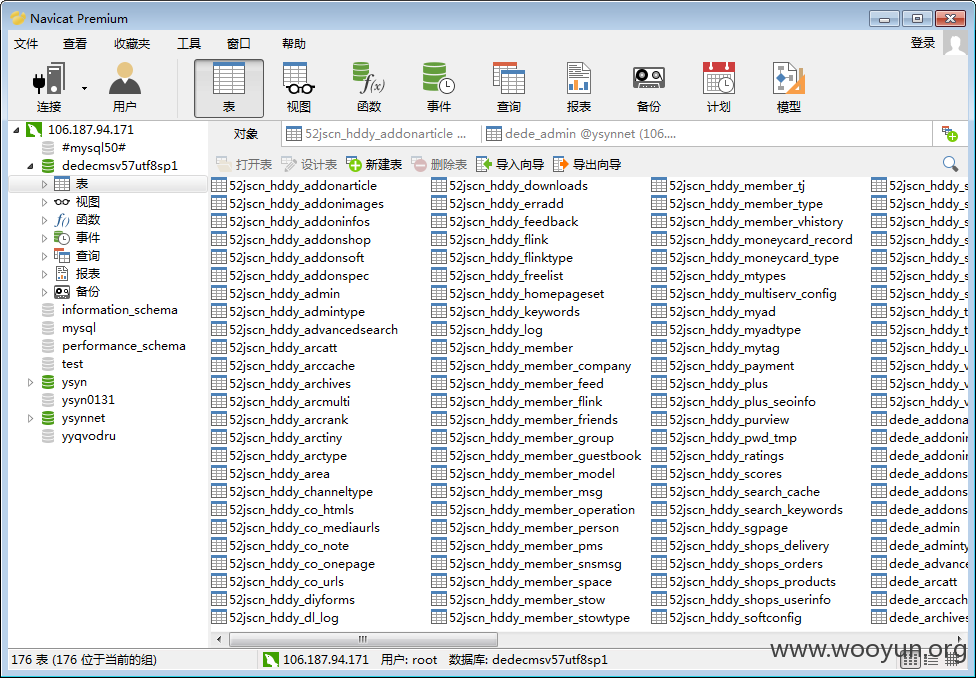 Navicat Premium
文件 查看 收藏夹 工具 窗口 帮助 登录
连接 用户 表 视图 函数 事件 查询 报表 备份 计划 模型
对象 52jscn_hddy_addonarticle ... dede_admin @ysynnet (106....
打开表 设计表 新建表 删除表 导入向导 导出向导
106.187.94.171
#mysql50#
dedecmsv57utf8sp1
表
视图
函数
事件
查询
报表
备份
information_schema
mysql
performance_schema
test
ysyn
ysyn0131
ysynnet
yyqvodru
52jscn_hddy_addonarticle
52jscn_hddy_addonimages
52jscn_hddy_addoninfos
52jscn_hddy_addonshop
52jscn_hddy_addonsoft
52jscn_hddy_addonspec
52jscn_hddy_admin
52jscn_hddy_admintype
52jscn_hddy_advancedsearch
52jscn_hddy_arcatt
52jscn_hddy_arccache
52jscn_hddy_archives
52jscn_hddy_arcmulti
52jscn_hddy_arcrank
52jscn_hddy_arctiny
52jscn_hddy_arctype
52jscn_hddy_area
52jscn_hddy_channeltype
52jscn_hddy_co_htmls
52jscn_hddy_co_mediaurls
52jscn_hddy_co_note
52jscn_hddy_co_onepage
52jscn_hddy_co_urls
52jscn_hddy_diyforms
52jscn_hddy_dl_log
52jscn_hddy_downloads
52jscn_hddy_erradd
52jscn_hddy_feedback
52jscn_hddy_flink
52jscn_hddy_flinktype
52jscn_hddy_freelist
52jscn_hddy_homepageset
52jscn_hddy_keywords
52jscn_hddy_log
52jscn_hddy_member
52jscn_hddy_member_company
52jscn_hddy_member_feed
52jscn_hddy_member_flink
52jscn_hddy_member_friends
52jscn_hddy_member_group
52jscn_hddy_member_guestbook
52jscn_hddy_member_model
52jscn_hddy_member_msg
52jscn_hddy_member_operation
52jscn_hddy_member_person
52jscn_hddy_member_pms
52jscn_hddy_member_snsmsg
52jscn_hddy_member_space
52jscn_hddy_member_stow
52jscn_hddy_member_stowtype
52jscn_hddy_member_tj
52jscn_hddy_member_type
52jscn_hddy_member_vhistory
52jscn_hddy_moneycard_record
52jscn_hddy_moneycard_type
52jscn_hddy_mtypes
52jscn_hddy_multiserv_config
52jscn_hddy_myad
52jscn_hddy_myadtype
52jscn_hddy_mytag
52jscn_hddy_payment
52jscn_hddy_plus
52jscn_hddy_plus_seoinfo
52jscn_hddy_purview
52jscn_hddy_pwd_tmp
52jscn_hddy_ratings
52jscn_hddy_scores
52jscn_hddy_search_cache
52jscn_hddy_search_keywords
52jscn_hddy_sgpage
52jscn_hddy_shops_delivery
52jscn_hddy_shops_orders
52jscn_hddy_shops_products
52jscn_hddy_shops_userinfo
52jscn_hddy_softconfig
52jscn_hddy_s
52jscn_hddy_s
52jscn_hddy_s
52jscn_hddy_s
52jscn_hddy_s
52jscn_hddy_s
52jscn_hddy_s
52jscn_hddy_t
52jscn_hddy_t
52jscn_hddy_u
52jscn_hddy_v
52jscn_hddy_v
52jscn_hddy_v
dede_addona
dede_addonir
dede_addonir
dede_addons
dede_addons
dede_addons
dede_admin
dede_adminty
dede_advance
dede_arcatt
dede_arccach
dede_archives
176 表 (176 位于当前的组) 106.187.94.171 用户: root 数据库: dedecmsv57utf8sp1
www.wooyun.org